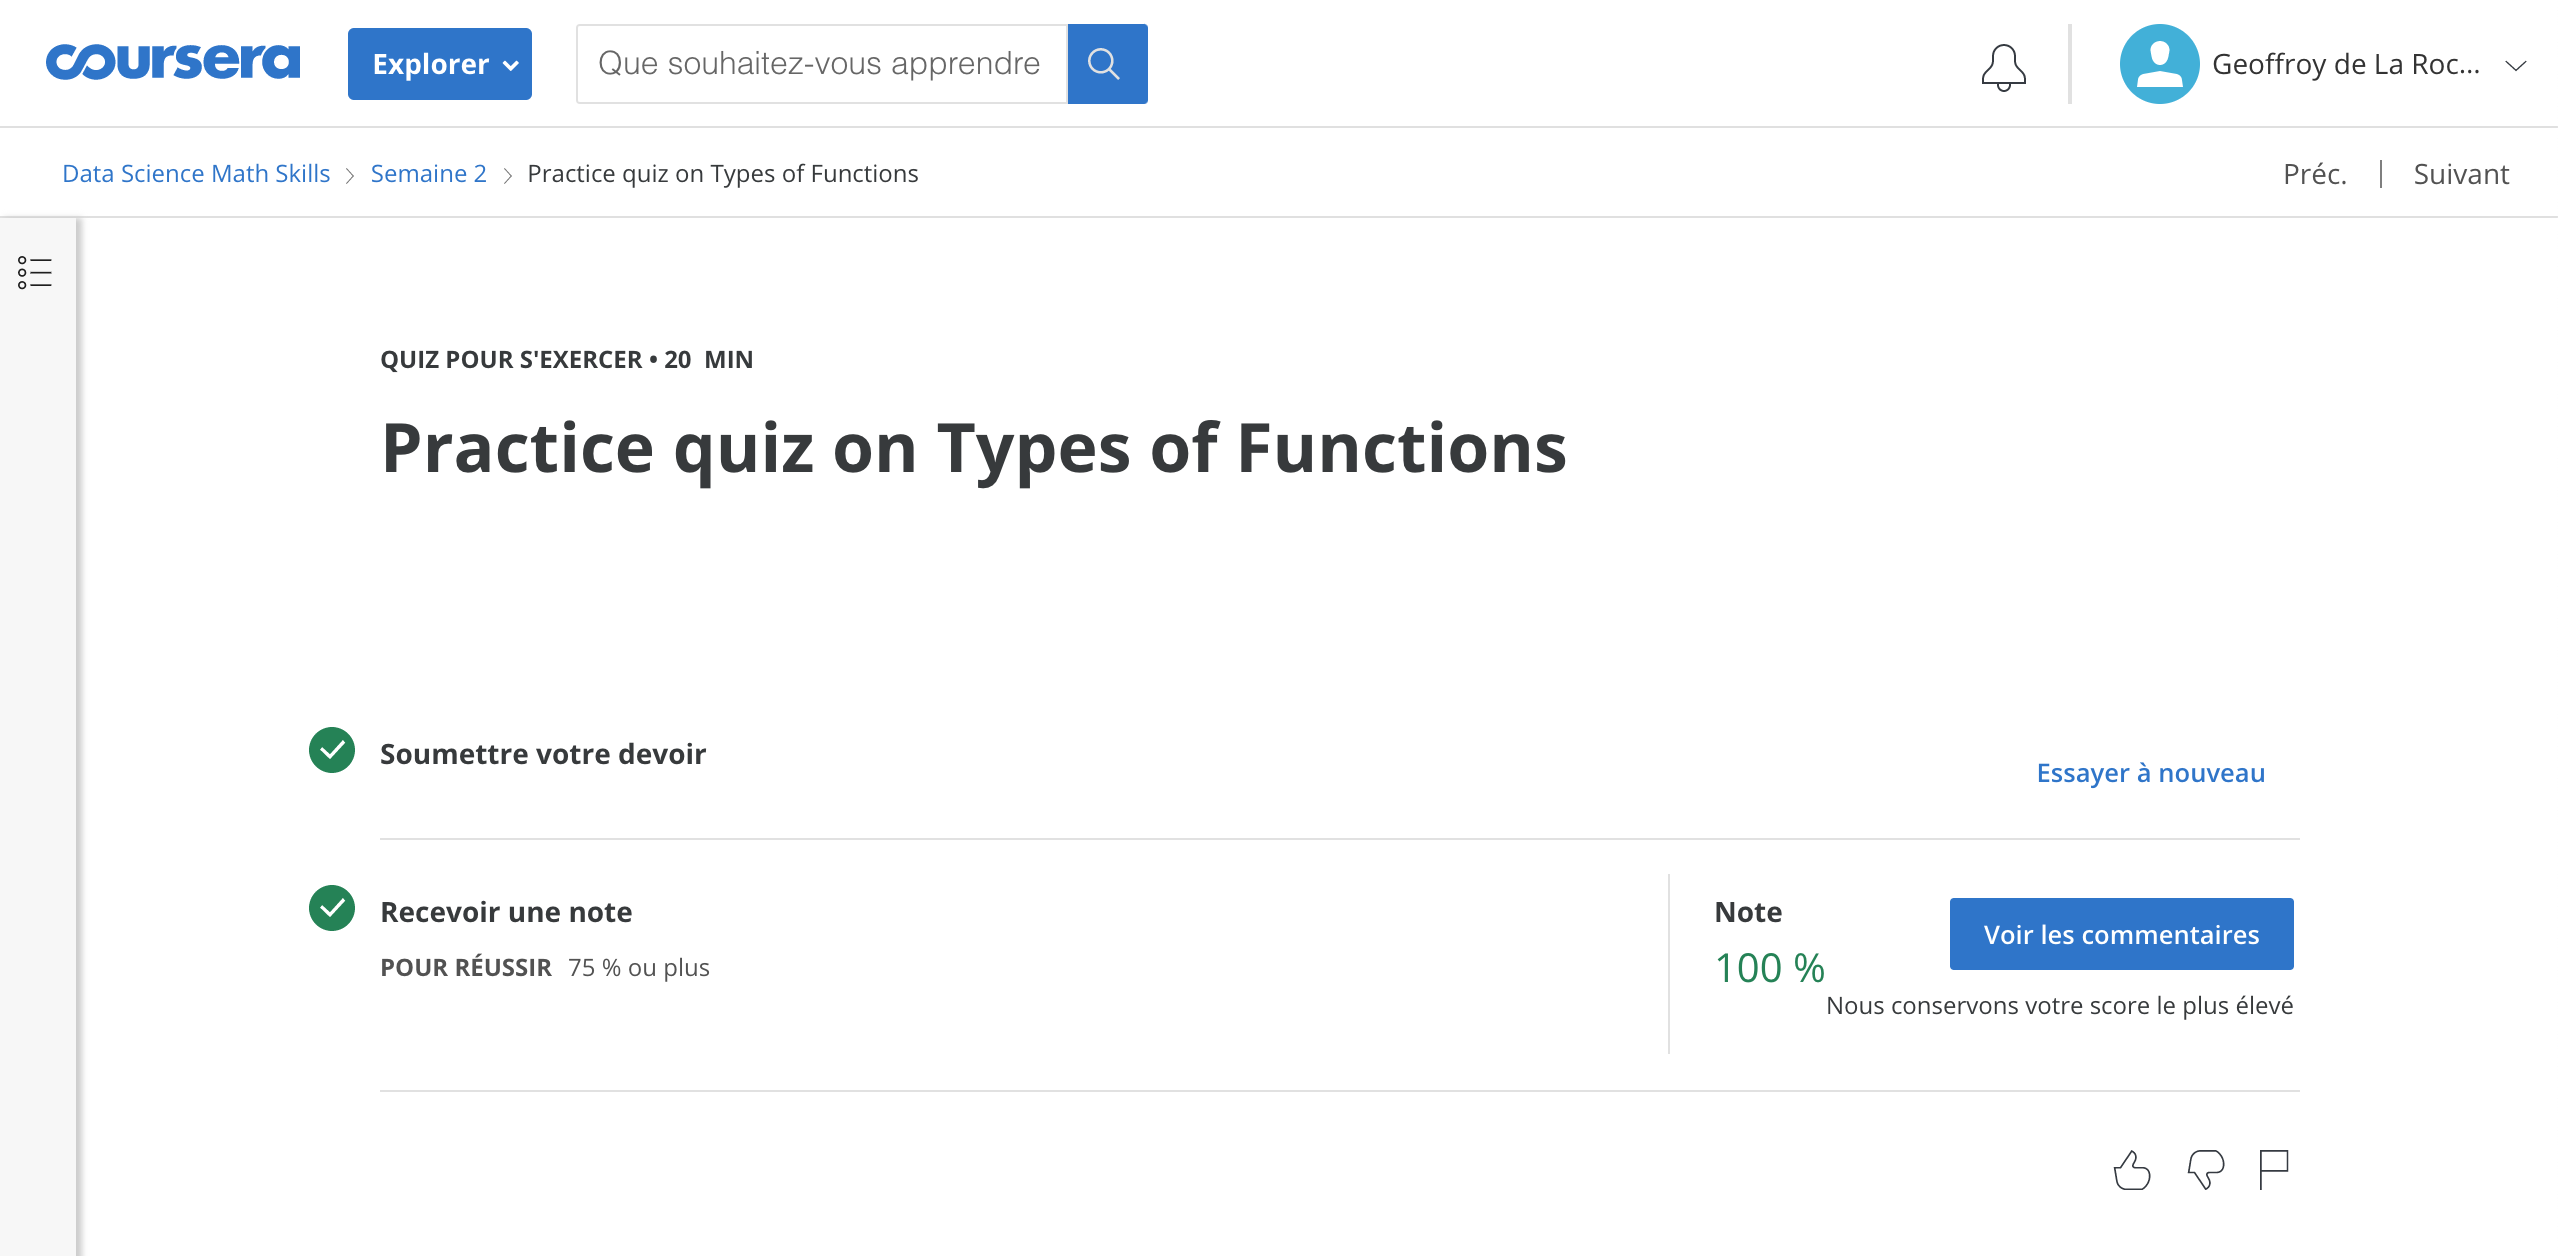 coursera
Explorer
Que souhaitez-vous apprendre
Geoffroy de La Roc...
Data Science Math Skills
Semaine 2
Practice quiz on Types of Functions
Préc.
Suivant
QUIZ POUR S'EXERCER • 20 MIN
Practice quiz on Types of Functions
Soumettre votre devoir
Essayer à nouveau
Recevoir une note
POUR RÉUSSIR 75 % ou plus
Note
100 %
Voir les commentaires
Nous conservons votre score le plus élevé